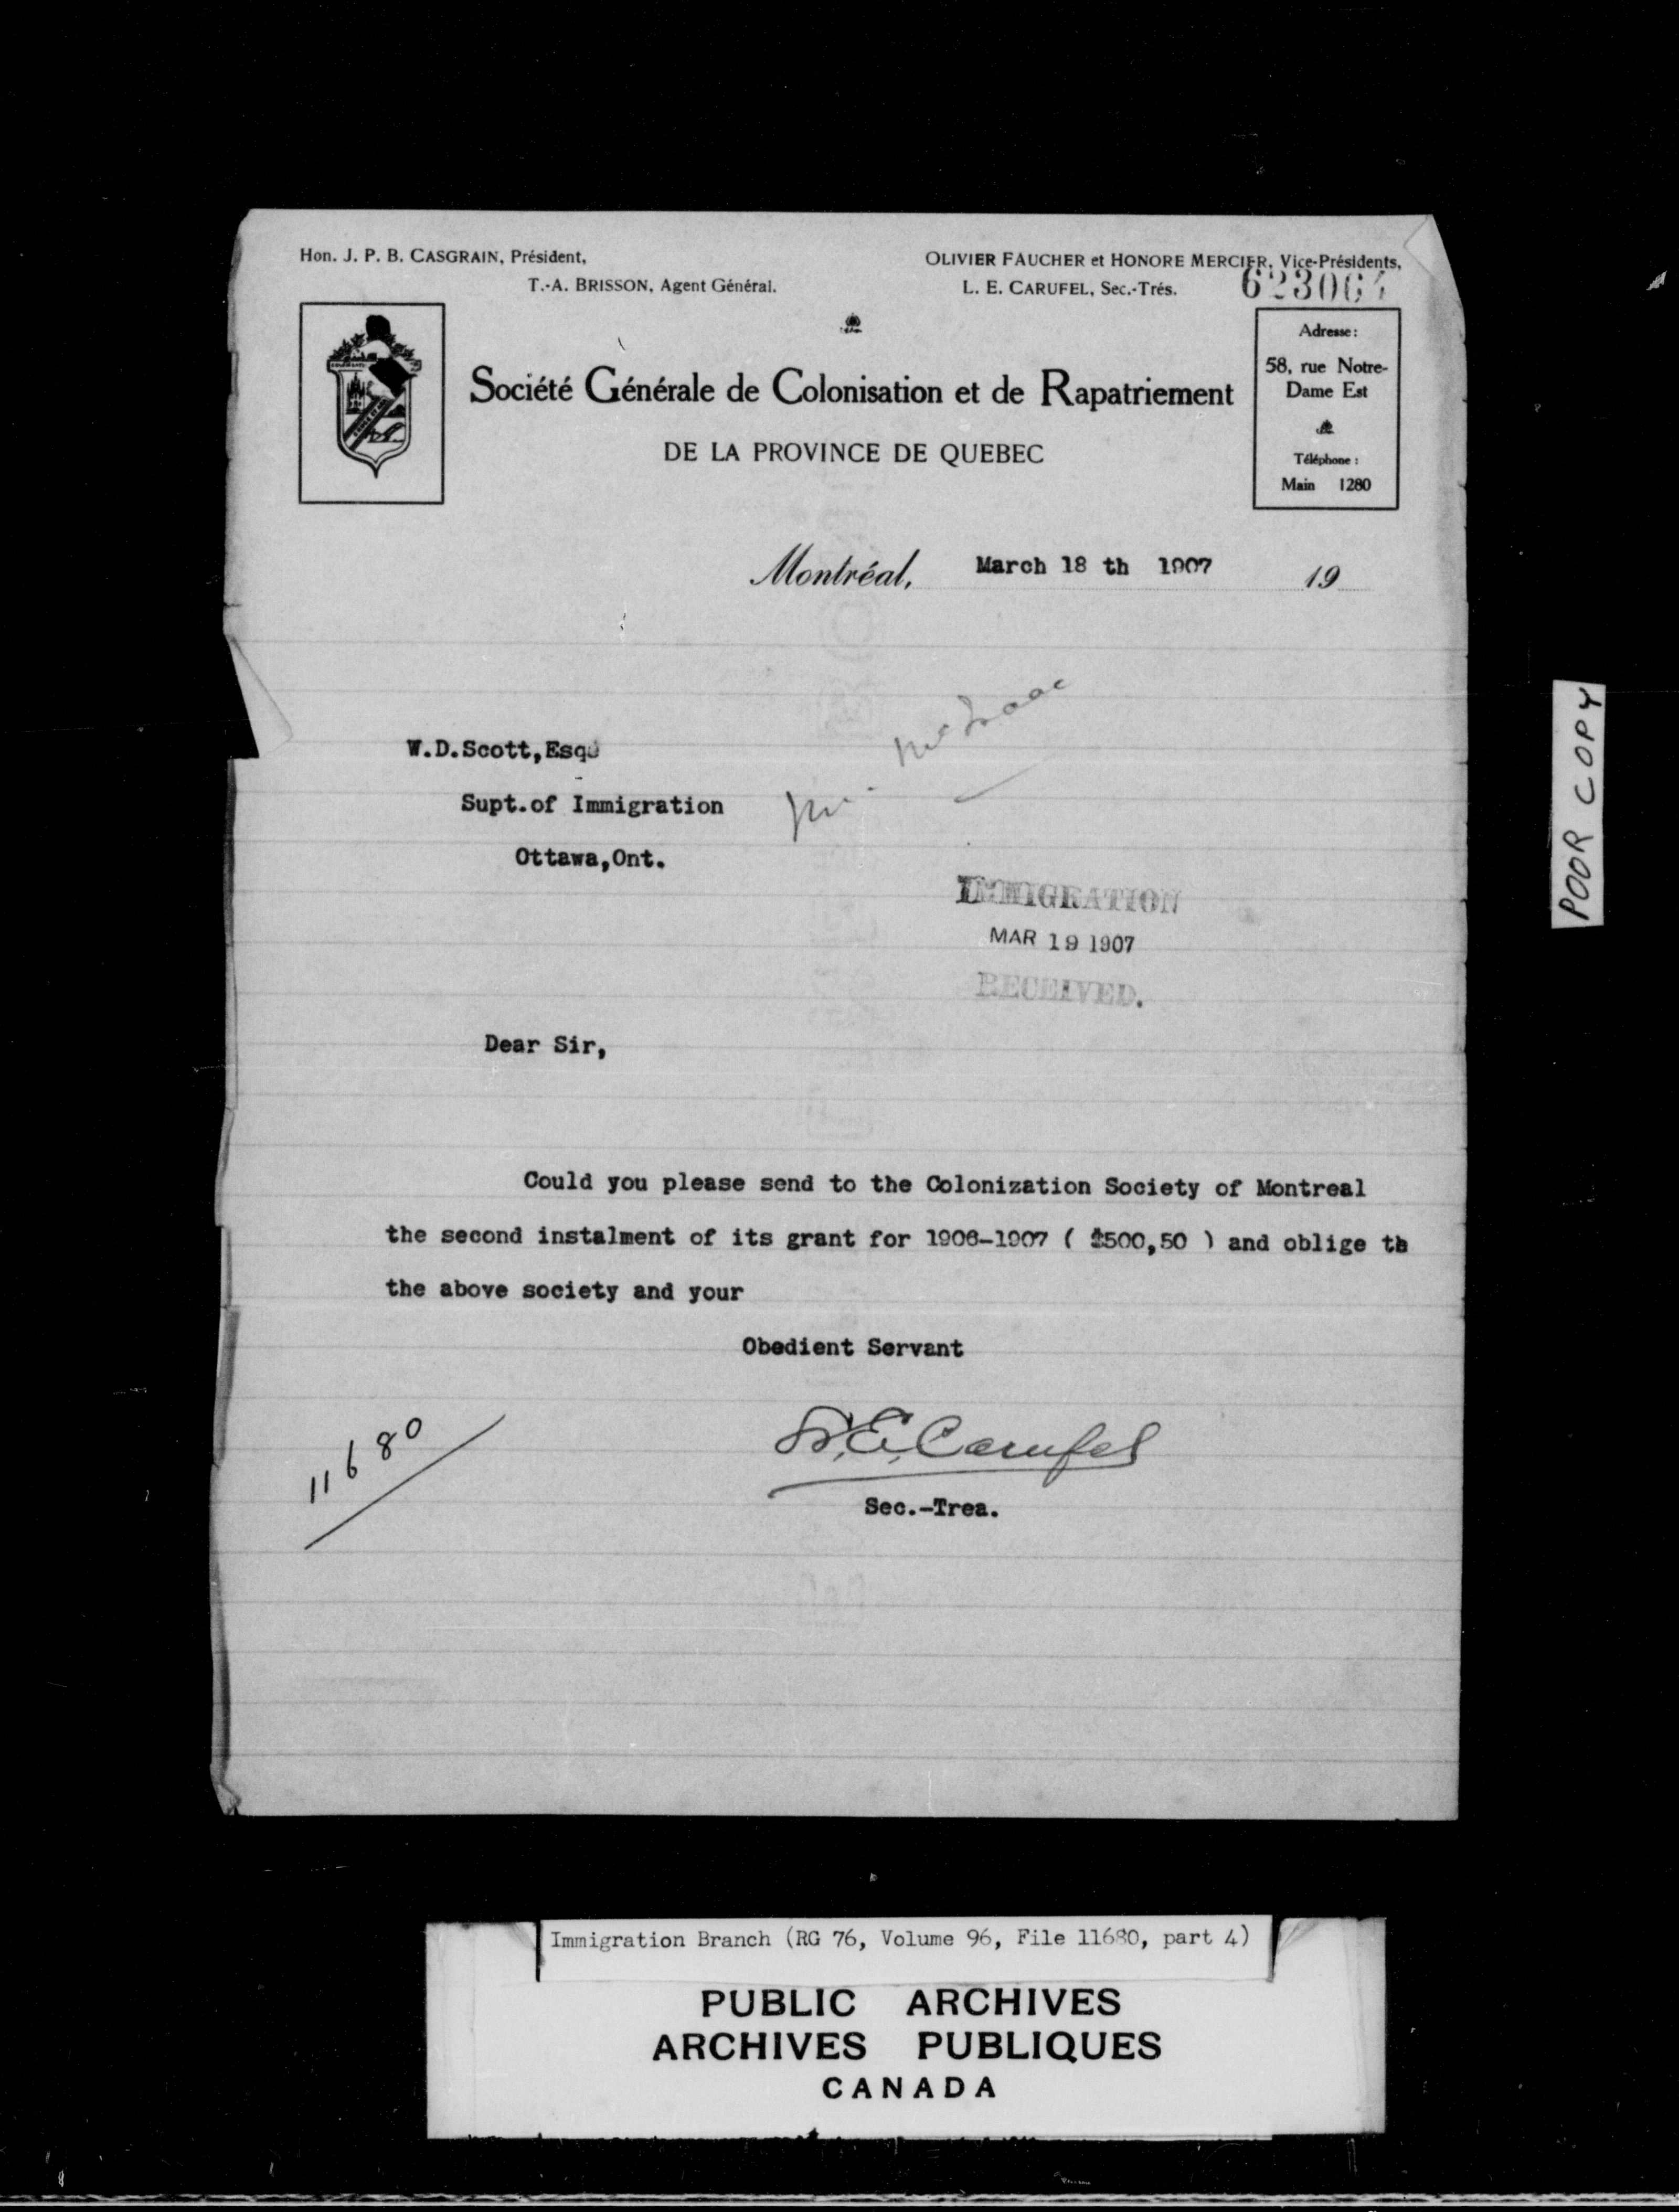 Hon. J. P. B. CASGRAIN, Président,
T.-A. BRISSON, Agent Général.
OLIVIER FAUCHER et HONORE MERCIER, Vice-Présidents,
L. E. CARUFEL, Sec.-Trés.
Société Générale de Colonisation et de Rapatriement
DE LA PROVINCE DE QUEBEC
Adresse:
58, rue Notre-
Dame Est
Téléphone:
Main 1280
Montréal, March 18 th 1907 19
Mr. McIsaac
W.D.Scott,Esq
Supt.of Immigration
Ottawa,Ont.
IMMIGRATION
MAR 19 1907
RECEIVED.
POOR COPY
Dear Sir,
Could you please send to the Colonization Society of Montreal
the second instalment of its grant for 1906-1907 ( $500,50 ) and oblige th
the above society and your
Obedient Servant
L. E. Carufel
Sec.-Trea.
11680
Immigration Branch (RG 76, Volume 96, File 11680, part 4)
PUBLIC ARCHIVES
ARCHIVES PUBLIQUES
CANADA